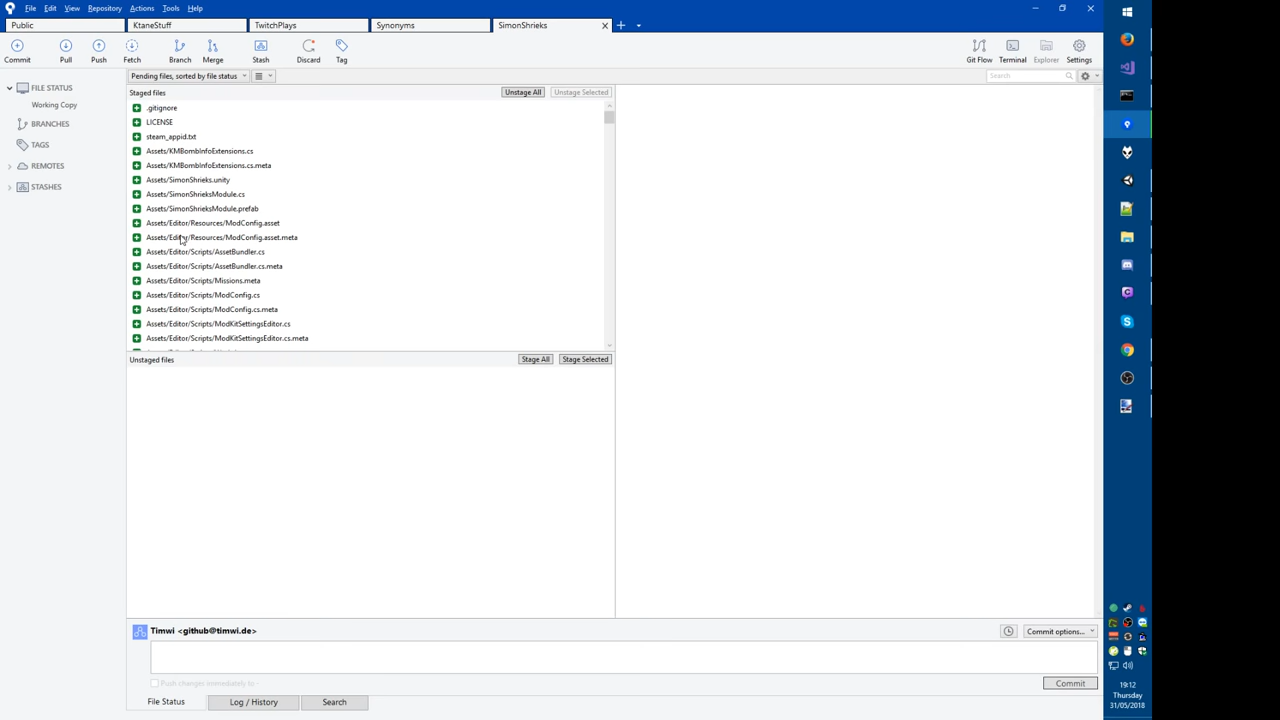 File Edit View Repository Actions Tools Help
Public KtaneStuff TwitchPlays Synonyms SimonShrieks
Commit Pull Push Fetch Branch Merge Stash Discard Tag Git Flow Terminal Explorer Settings
Pending files, sorted by file status Search
FILE STATUS
Working Copy
BRANCHES
TAGS
REMOTES
STASHES
Staged files Unstage All Unstage Selected
.gitignore
LICENSE
steam_appid.txt
Assets/KMBombInfoExtensions.cs
Assets/KMBombInfoExtensions.cs.meta
Assets/SimonShrieks.unity
Assets/SimonShrieksModule.cs
Assets/SimonShrieksModule.prefab
Assets/Editor/Resources/ModConfig.asset
Assets/Editor/Resources/ModConfig.asset.meta
Assets/Editor/Scripts/AssetBundler.cs
Assets/Editor/Scripts/AssetBundler.cs.meta
Assets/Editor/Scripts/Missions.meta
Assets/Editor/Scripts/ModConfig.cs
Assets/Editor/Scripts/ModConfig.cs.meta
Assets/Editor/Scripts/ModKitSettingsEditor.cs
Assets/Editor/Scripts/ModKitSettingsEditor.cs.meta
Unstaged files Stage All Stage Selected
Timwi <github@timwi.de> Commit options...
Push changes immediately to -
Commit
File Status Log / History Search
19:12
Thursday
31/05/2018